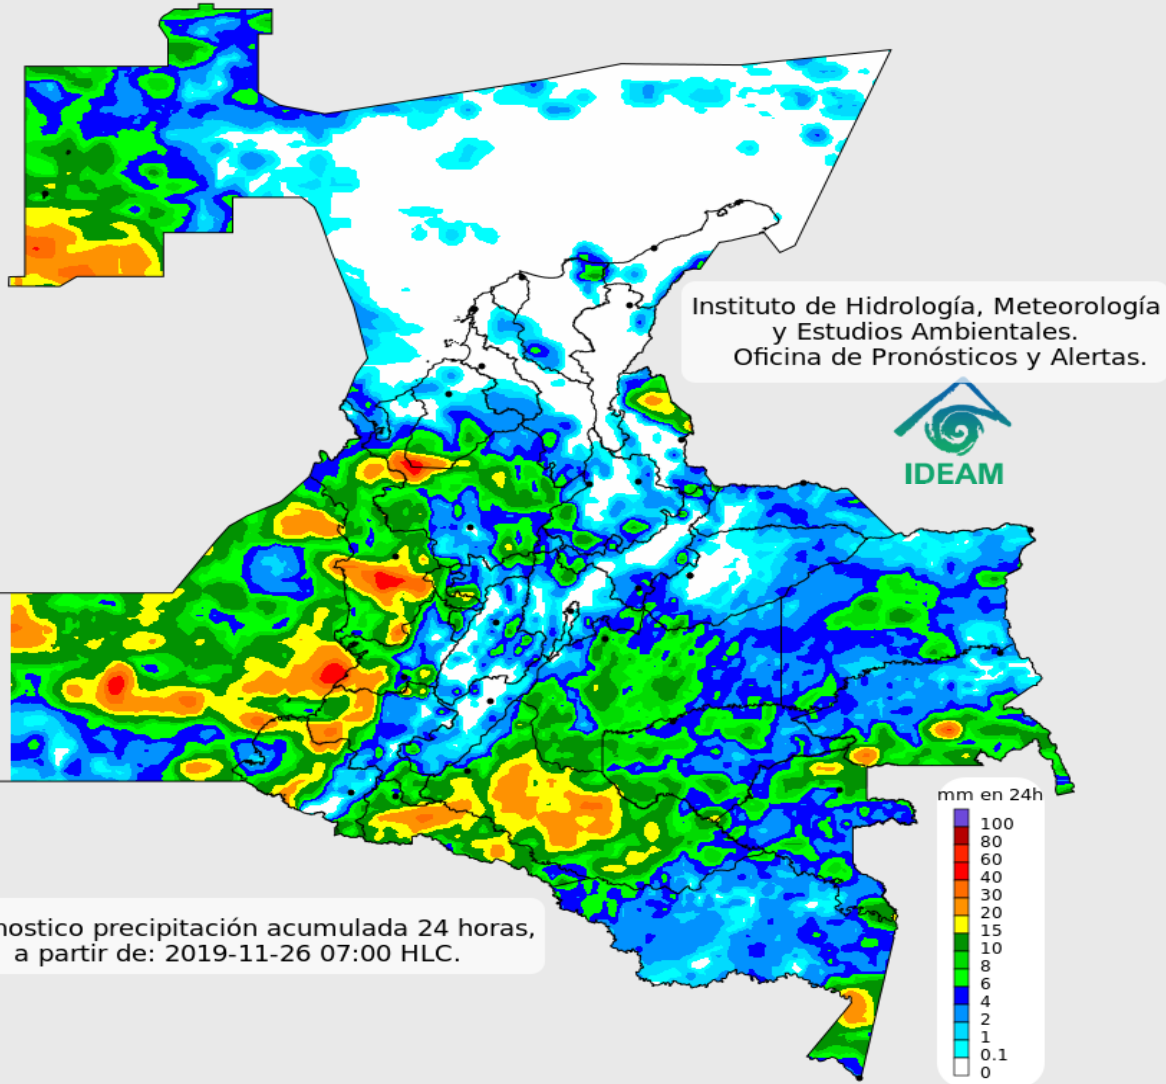 Instituto de Hidrología, Meteorología
y Estudios Ambientales.
Oficina de Pronósticos y Alertas.
IDEAM
mm en 24h
100
80
60
40
30
20
15
10
8
6
4
2
1
0.1
0
nostico precipitación acumulada 24 horas,
a partir de: 2019-11-26 07:00 HLC.